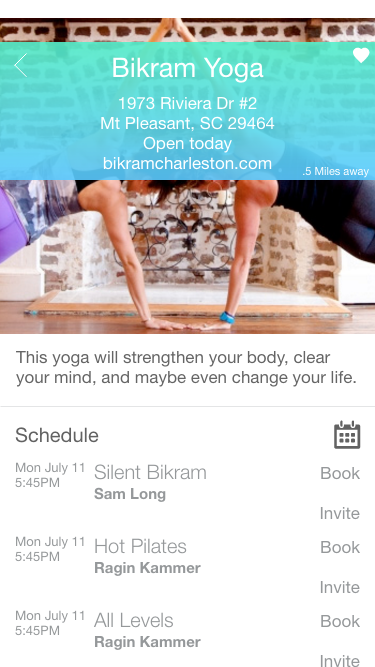 Bikram Yoga
1973 Riviera Dr #2
Mt Pleasant, SC 29464
Open today
bikramcharleston.com
.5 Miles away
This yoga will strengthen your body, clear
your mind, and maybe even change your life.
Schedule
Mon July 11 Silent Bikram Book
5:45PM Sam Long
Invite
Mon July 11 Hot Pilates Book
5:45PM Ragin Kammer
Invite
Mon July 11 All Levels Book
5:45PM Ragin Kammer
Invite